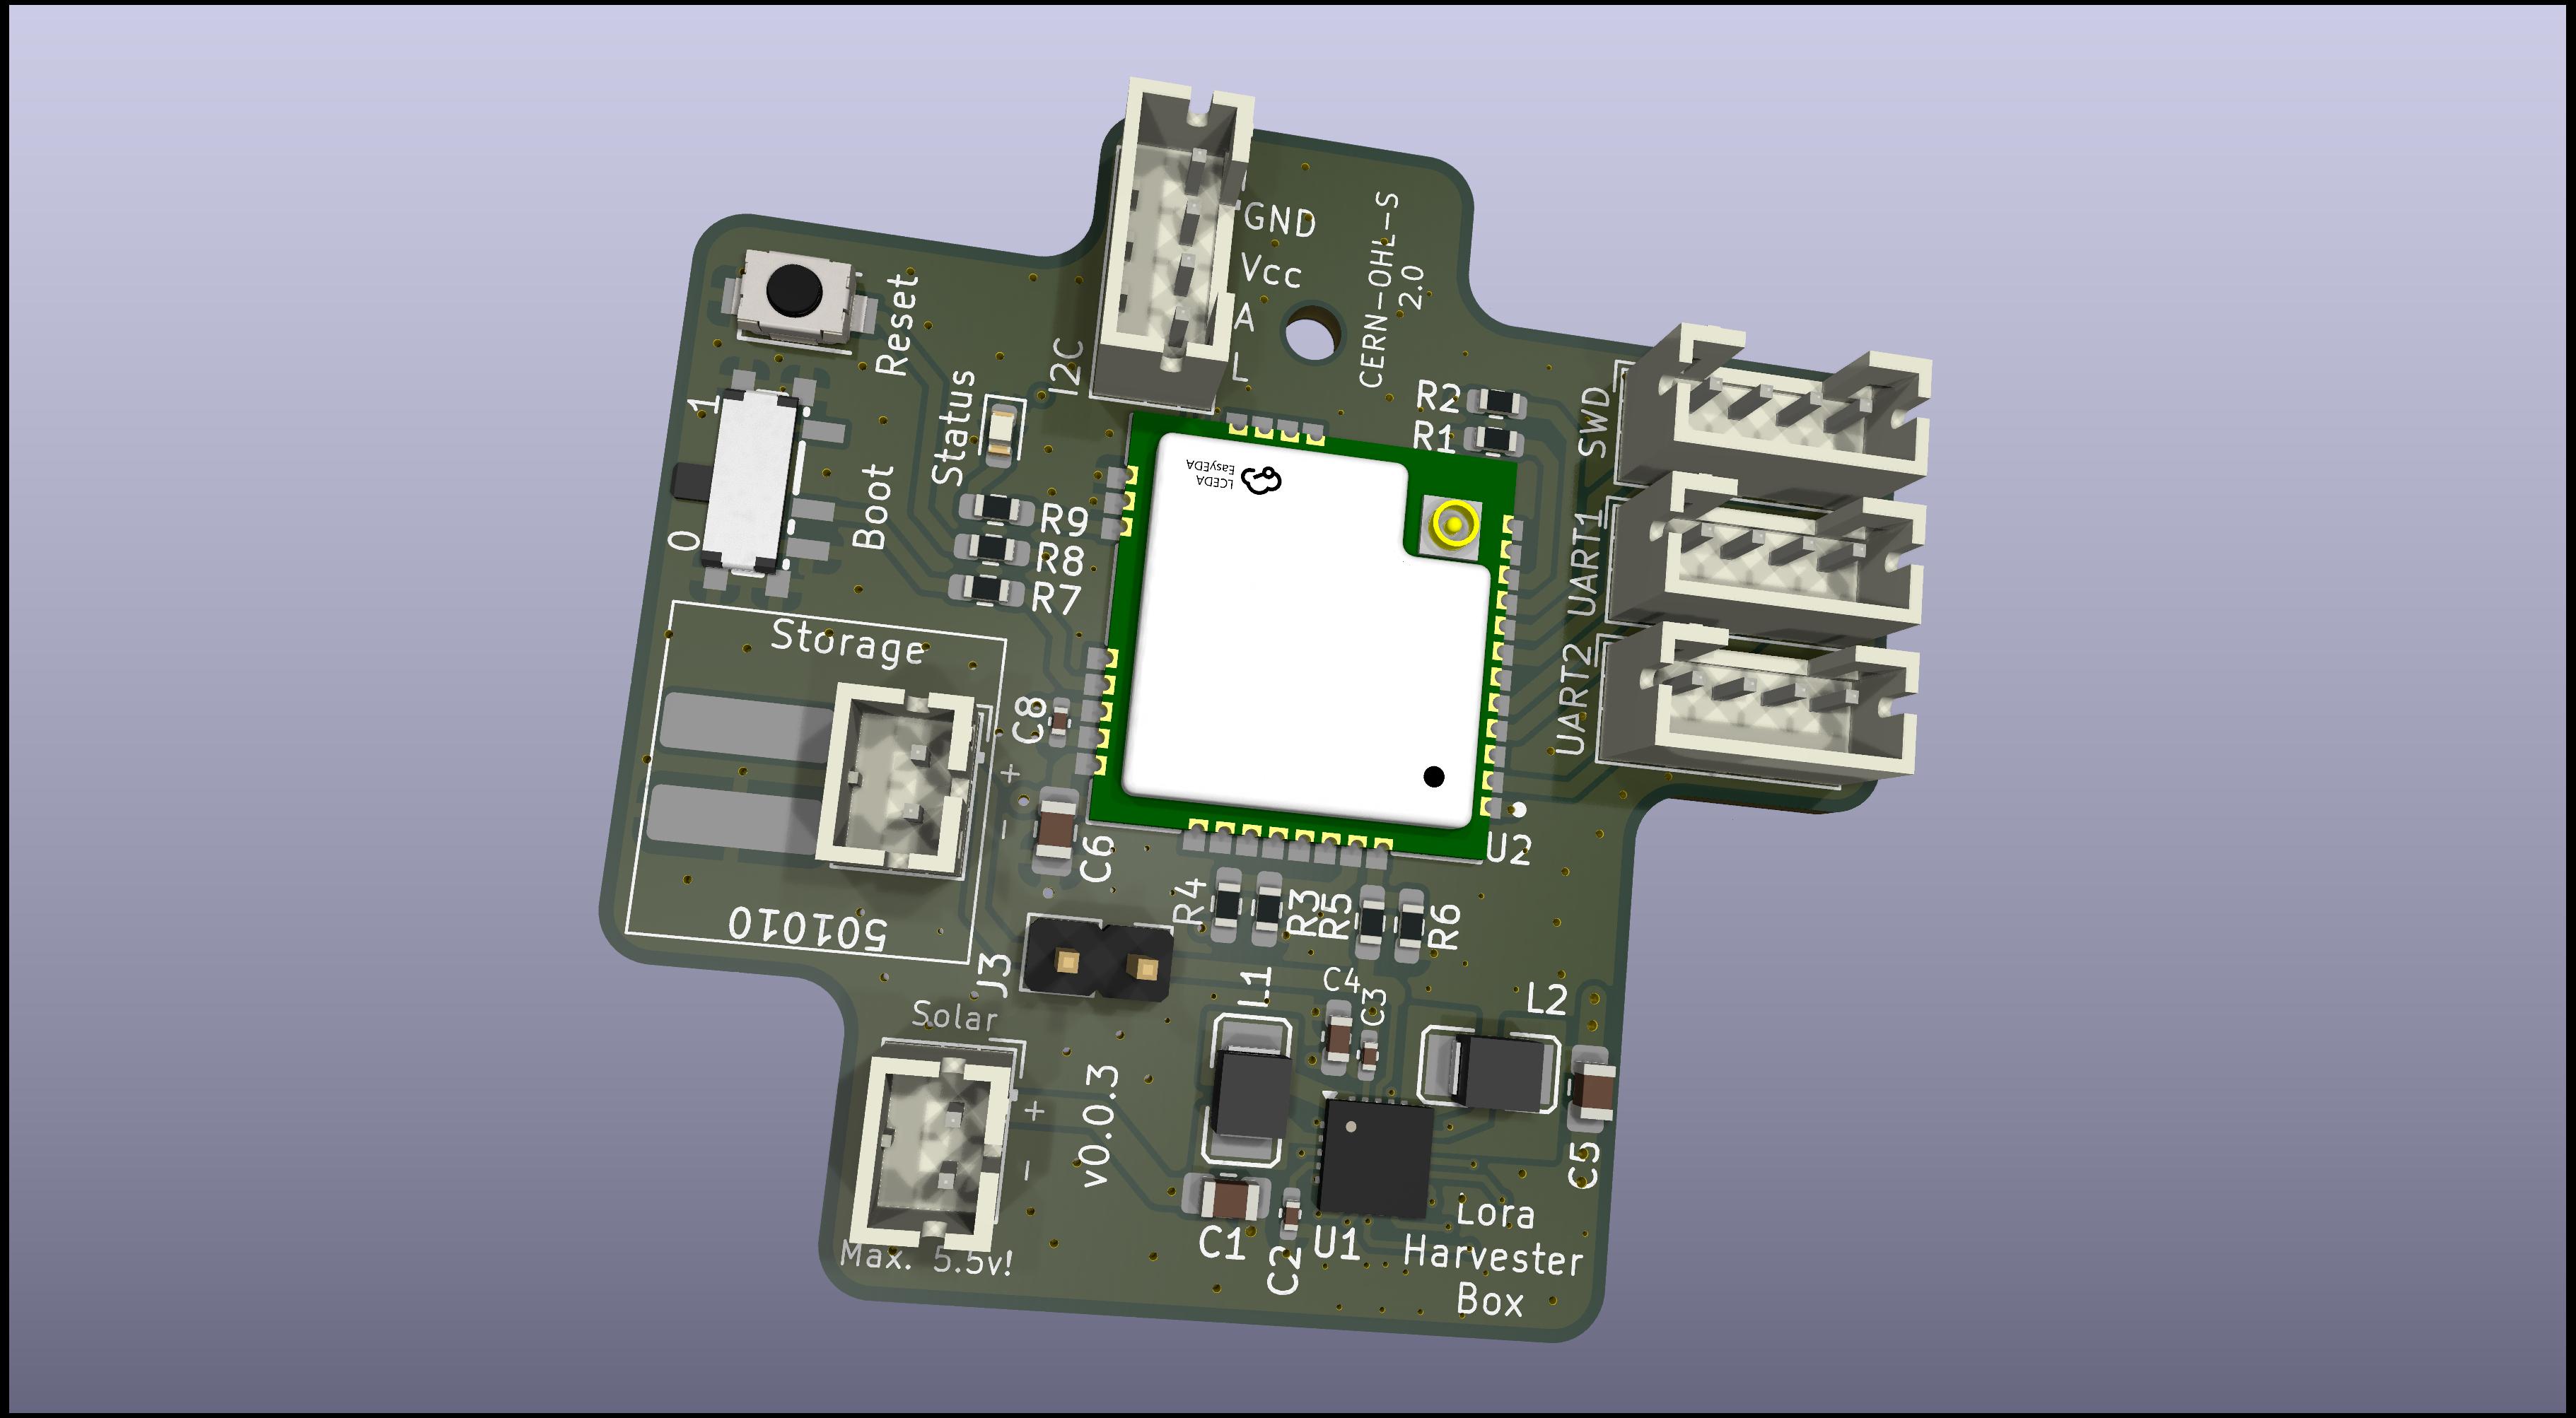 GND
Vcc
A
L
I2C
CERN-OHL-S
2.0
Reset
1
0
Boot
Status
R2
R1
SWD
UART1
UART2
LCEDA
EasyEDA
R9
R8
R7
Storage
C8
+
-
C6
501010
U2
R4
R3
R5
R6
J3
Solar
+
-
Max. 5.5v!
v0.0.3
L1
C4
C3
L2
C5
C1
C2
U1
Lora
Harvester
Box